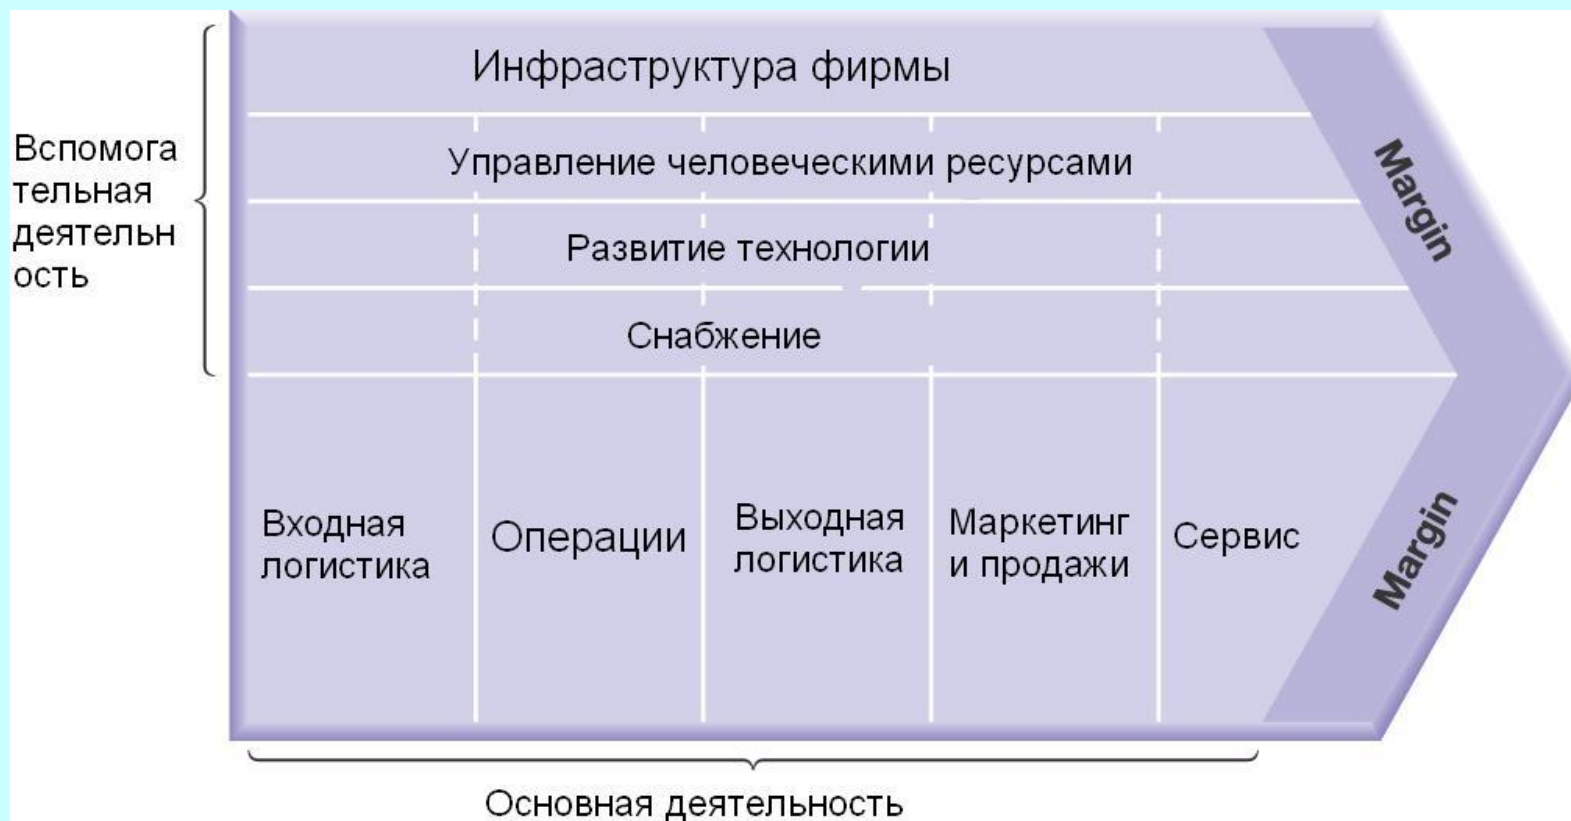 Инфраструктура фирмы
Вспомога
тельная
деятельн
ость
Управление человеческими ресурсами
Развитие технологии
Снабжение
Margin
Входная
логистика
Операции
Выходная
логистика
Маркетинг
и продажи
Сервис
Margin
Основная деятельность